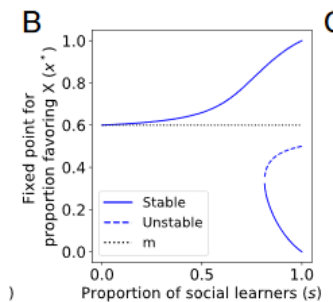 B
1.0
0.8
0.6
0.4
0.2
0.0
Fixed point for
proportion favoring X (x*)
Stable
Unstable
m
0.0
0.5
1.0
Proportion of social learners (s)
)